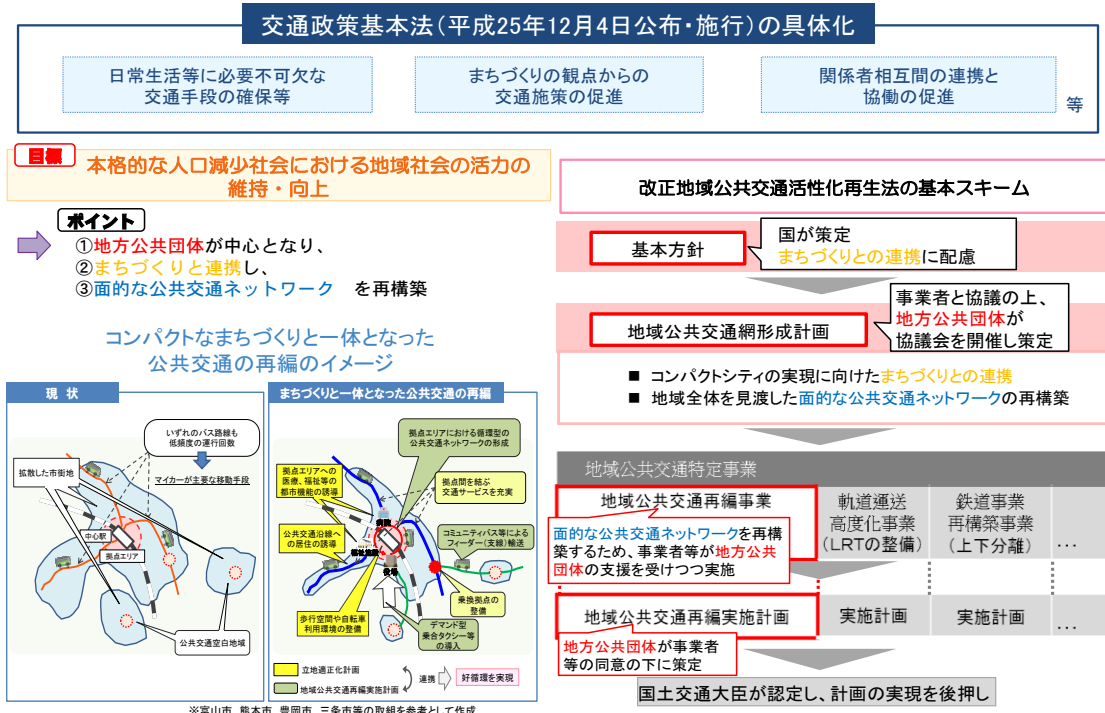 交通政策基本法（平成25年12月4日公布・施行）の具体化
日常生活等に必要不可欠な
交通手段の確保等
まちづくりの観点からの
交通施策の促進
関係者相互間の連携と
協働の促進
等
目標
本格的な人口減少社会における地域社会の活力の
維持・向上
ポイント
①地方公共団体が中心となり、
②まちづくりと連携し、
③面的な公共交通ネットワーク　を再構築
コンパクトなまちづくりと一体となった
公共交通の再編のイメージ
現 状
いずれのバス路線も
低頻度の運行回数
拡散した市街地
マイカーが主要な移動手段
中心駅
拠点エリア
公共交通空白地域
まちづくりと一体となった公共交通の再編
拠点エリアにおける循環型の
公共交通ネットワークの形成
拠点エリアへの
医療、福祉等の
都市機能の誘導
拠点間を結ぶ
交通サービスを充実
病院
公共交通沿線へ
の居住の誘導
コミュニティバス等による
フィーダー（支線）輸送
福祉施設
役場
乗換拠点の
整備
歩行空間や自転車
利用環境の整備
デマンド型
乗合タクシー等
の導入
立地適正化計画
地域公共交通再編実施計画
連携
好循環を実現
※富山市、熊本市、豊岡市、三条市等の取組を参考として作成
改正地域公共交通活性化再生法の基本スキーム
基本方針
国が策定
まちづくりとの連携に配慮
地域公共交通網形成計画
事業者と協議の上、
地方公共団体が
協議会を開催し策定
■ コンパクトシティの実現に向けたまちづくりとの連携
■ 地域全体を見渡した面的な公共交通ネットワークの再構築
地域公共交通特定事業
地域公共交通再編事業
面的な公共交通ネットワークを再構
築するため、事業者等が地方公共
団体の支援を受けつつ実施
軌道運送
高度化事業
（LRTの整備）
鉄道事業
再構築事業
（上下分離）
…
地域公共交通再編実施計画
実施計画
実施計画
…
地方公共団体が事業者
等の同意の下に策定
国土交通大臣が認定し、計画の実現を後押し